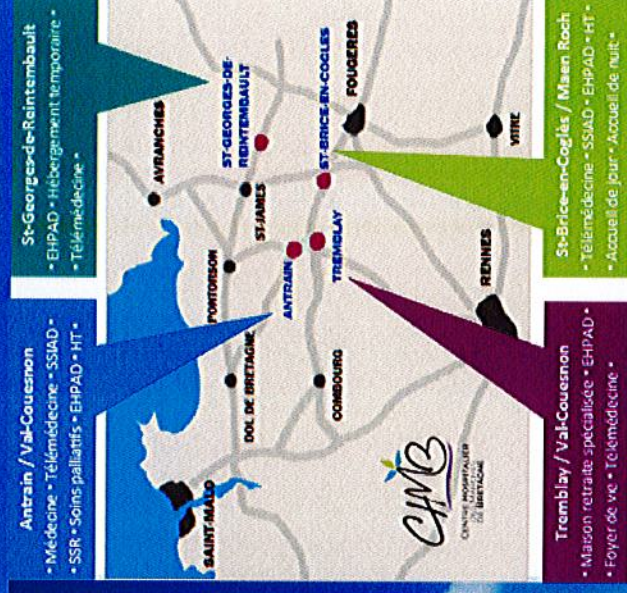 Antrain / Val-Couesnon
• Médecine • Télémédecine • SSIAD •
• SSR • Soins palliatifs • EHPAD • HT •
St-Georges-de-Reintembault
• EHPAD • Hébergement temporaire •
• Télémédecine •
AVRANCHES
SAINT-MALO
PONTORSON
ST-JAMES
ST-GEORGES-DE-
REINTEMBAULT
DOL DE BRETAGNE
ANTRAIN
ST-BRICE-EN-COGLES
FOUGERES
COMBOURG
TREMBLAY
RENNES
VITRE
CHMB
CENTRE HOSPITALIER
DES MARCHES
DE BRETAGNE
Tremblay / Val-Couesnon
• Maison retraite spécialisée • EHPAD •
• Foyer de vie • Télémédecine •
St-Brice-en-Coglès / Maen Roch
• Télémédecine • SSIAD • EHPAD • HT •
• Accueil de jour • Accueil de nuit •